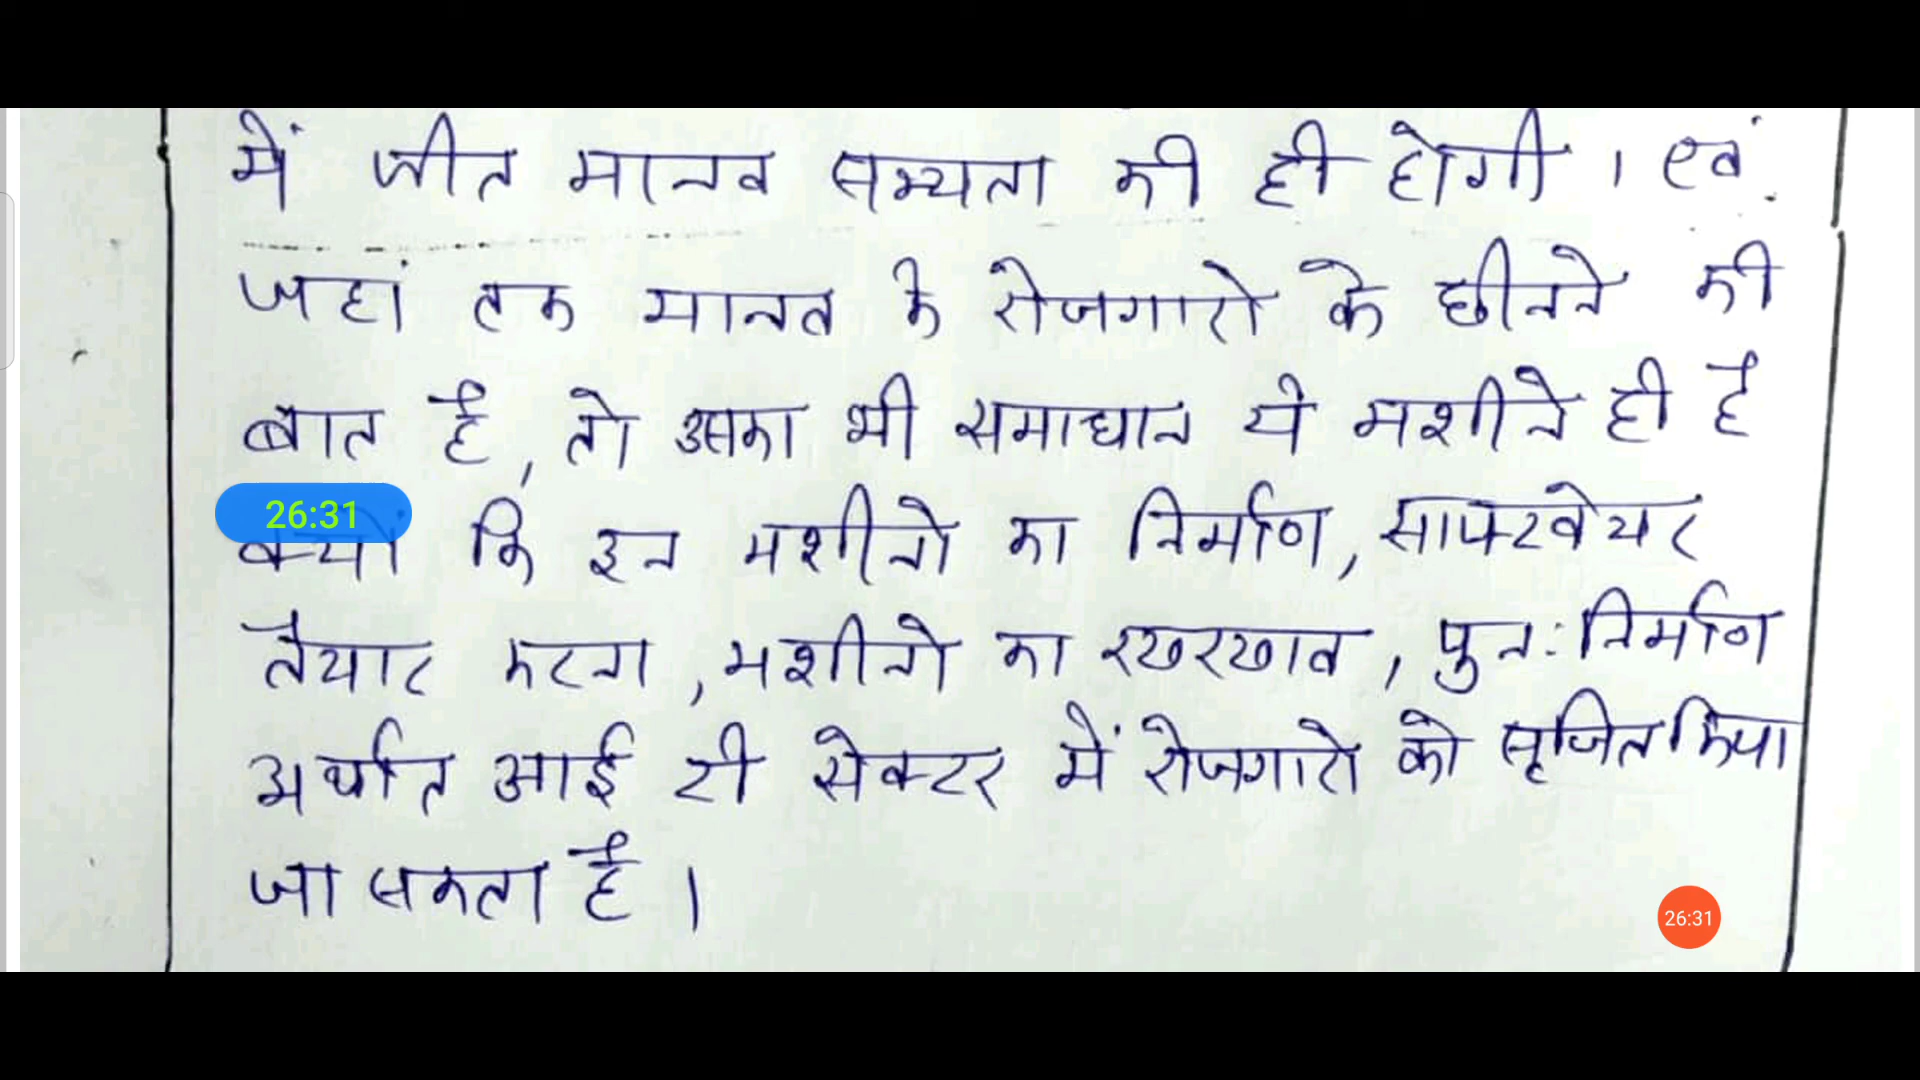 में जीत मानव सभ्यता की ही होगी । एवं
जहां तक मानव के रोजगारो के छीनने की
बात है, तो उसका भी समाधान ये मशीने ही है
26:31
क्यों कि इन मशीनो का निर्माण, साफ्टवेयर
तैयार करना, मशीनो का रखरखाव, पुन: निर्माण
अर्थात आई टी सेक्टर में रोजगारो को सृजित किया
जा सकता है ।
26:31